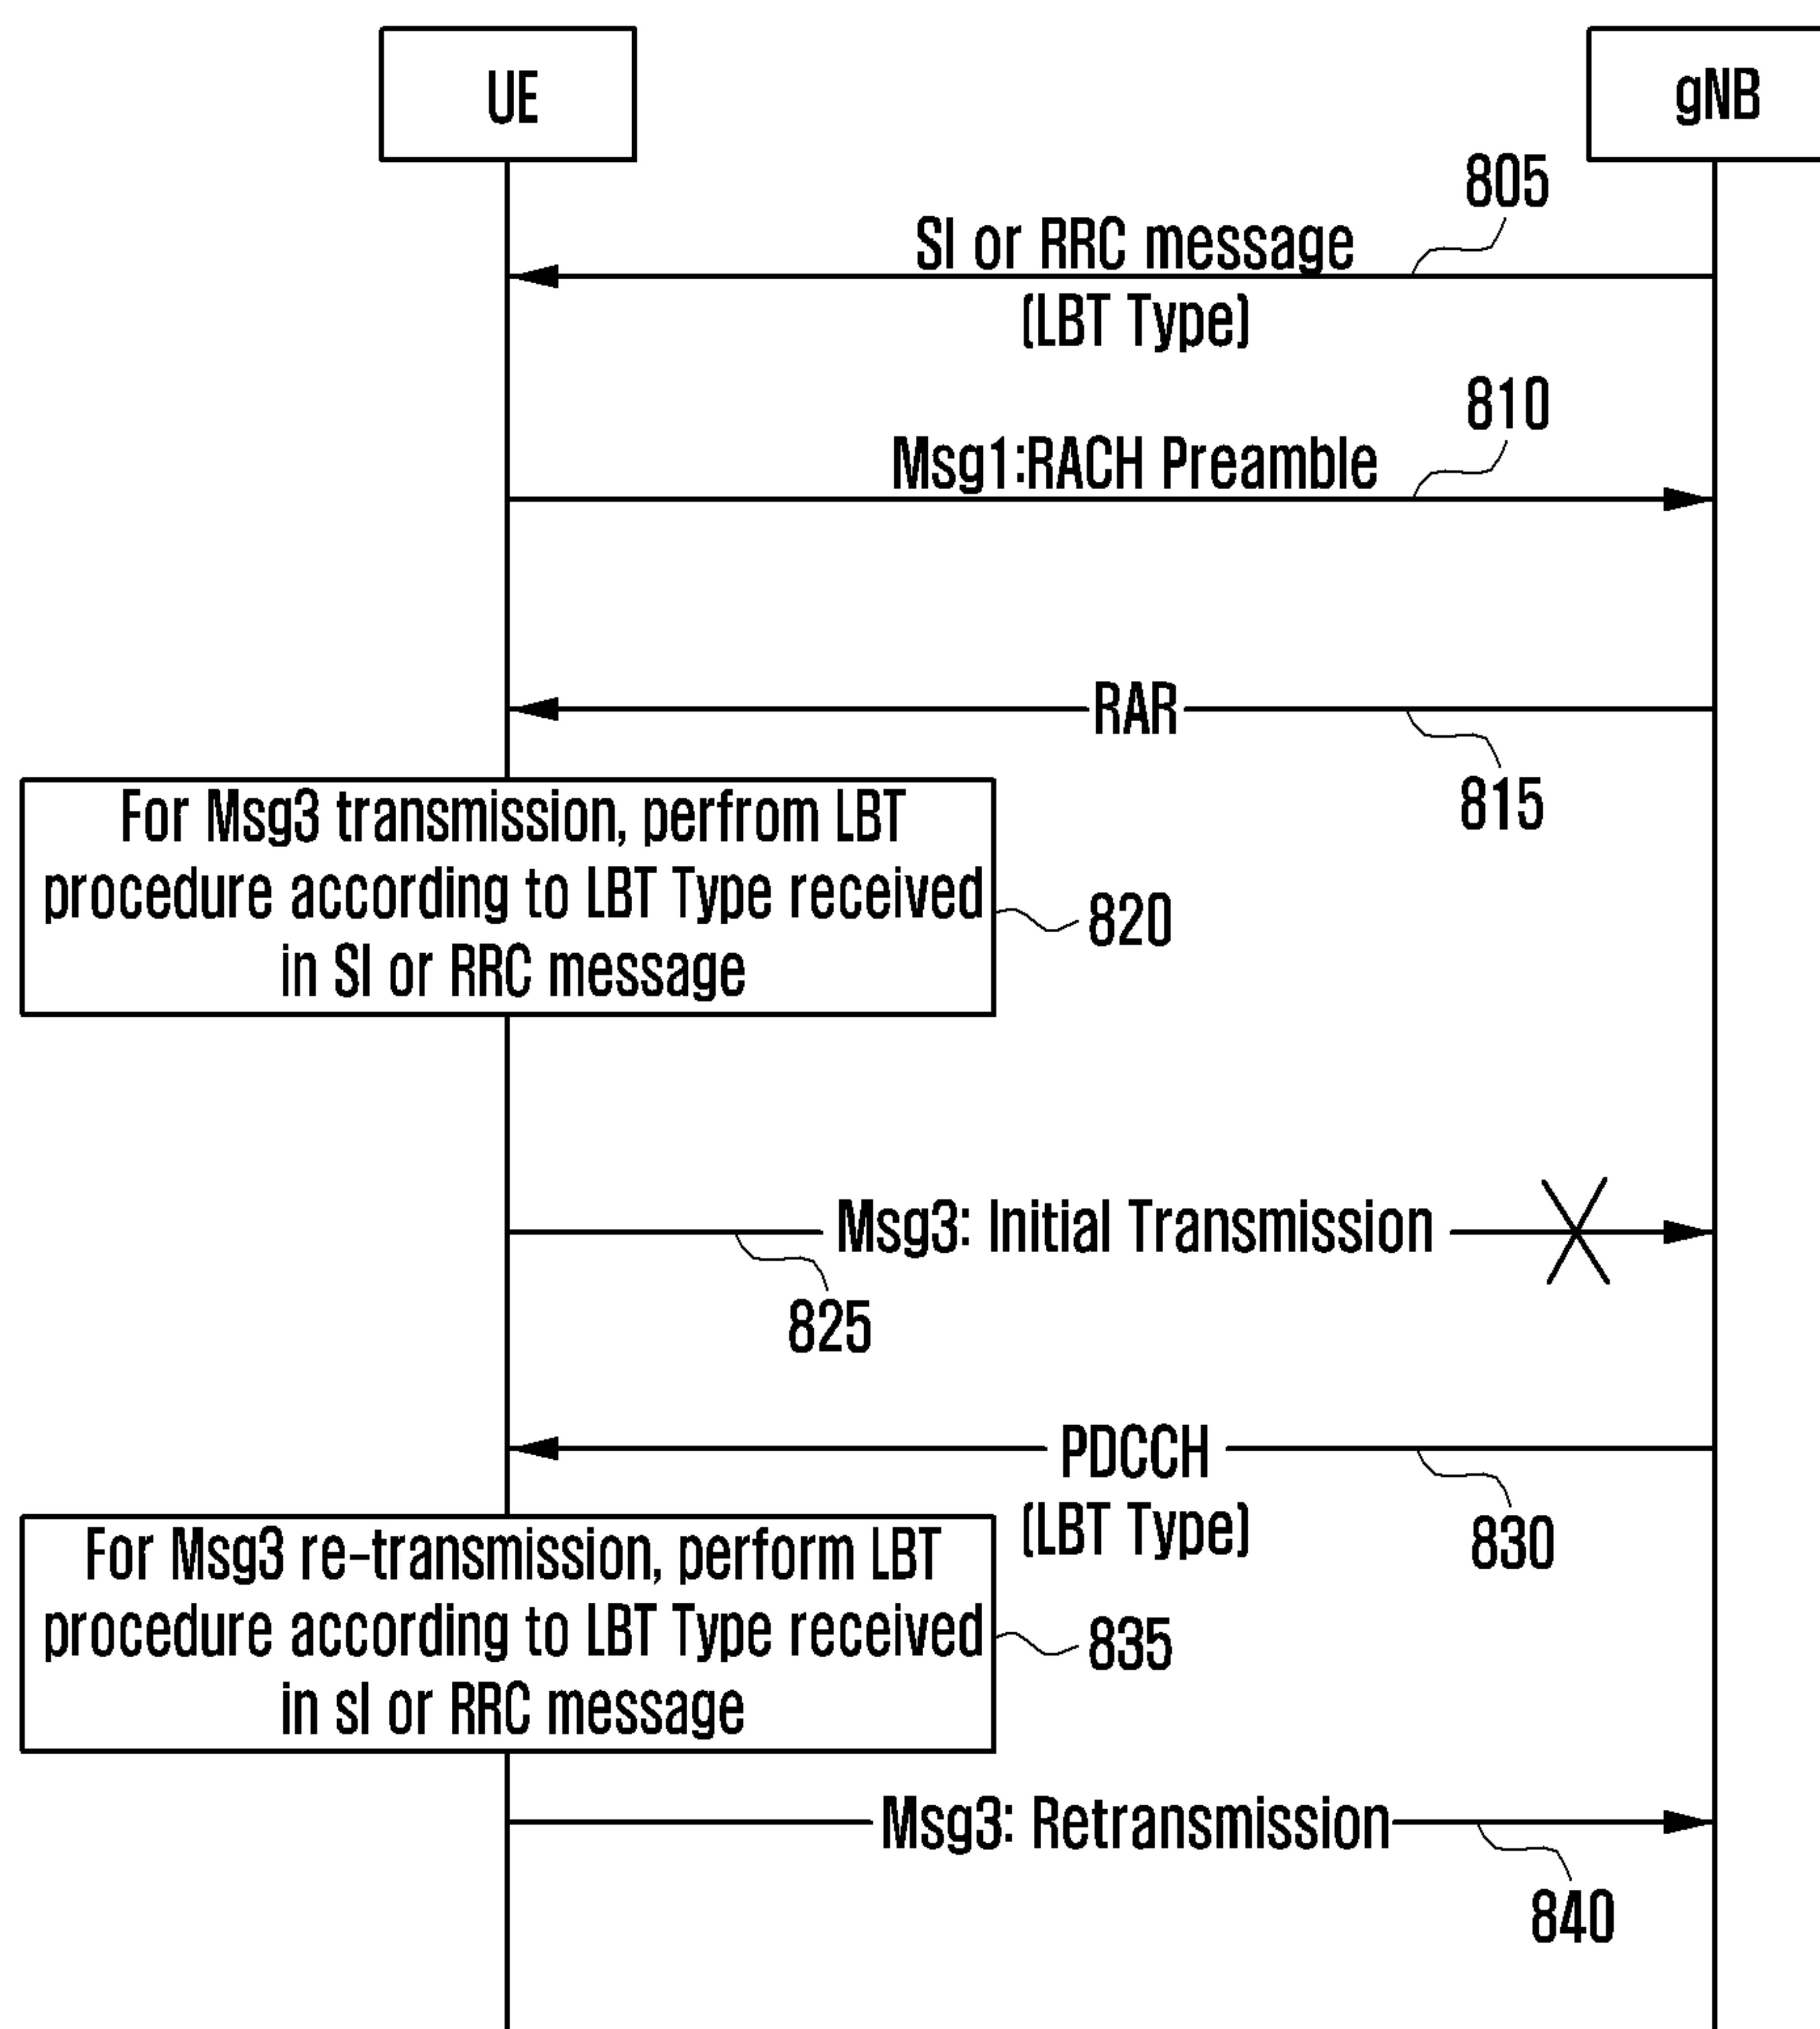 UE
gNB
805
SI or RRC message
(LBT Type)
810
Msg1:RACH Preamble
RAR
815
For Msg3 transmission, perfrom LBT
procedure according to LBT Type received
in SI or RRC message
820
Msg3: Initial Transmission
825
PDCCH
(LBT Type)
830
For Msg3 re-transmission, perform LBT
procedure according to LBT Type received
in sI or RRC message
835
Msg3: Retransmission
840